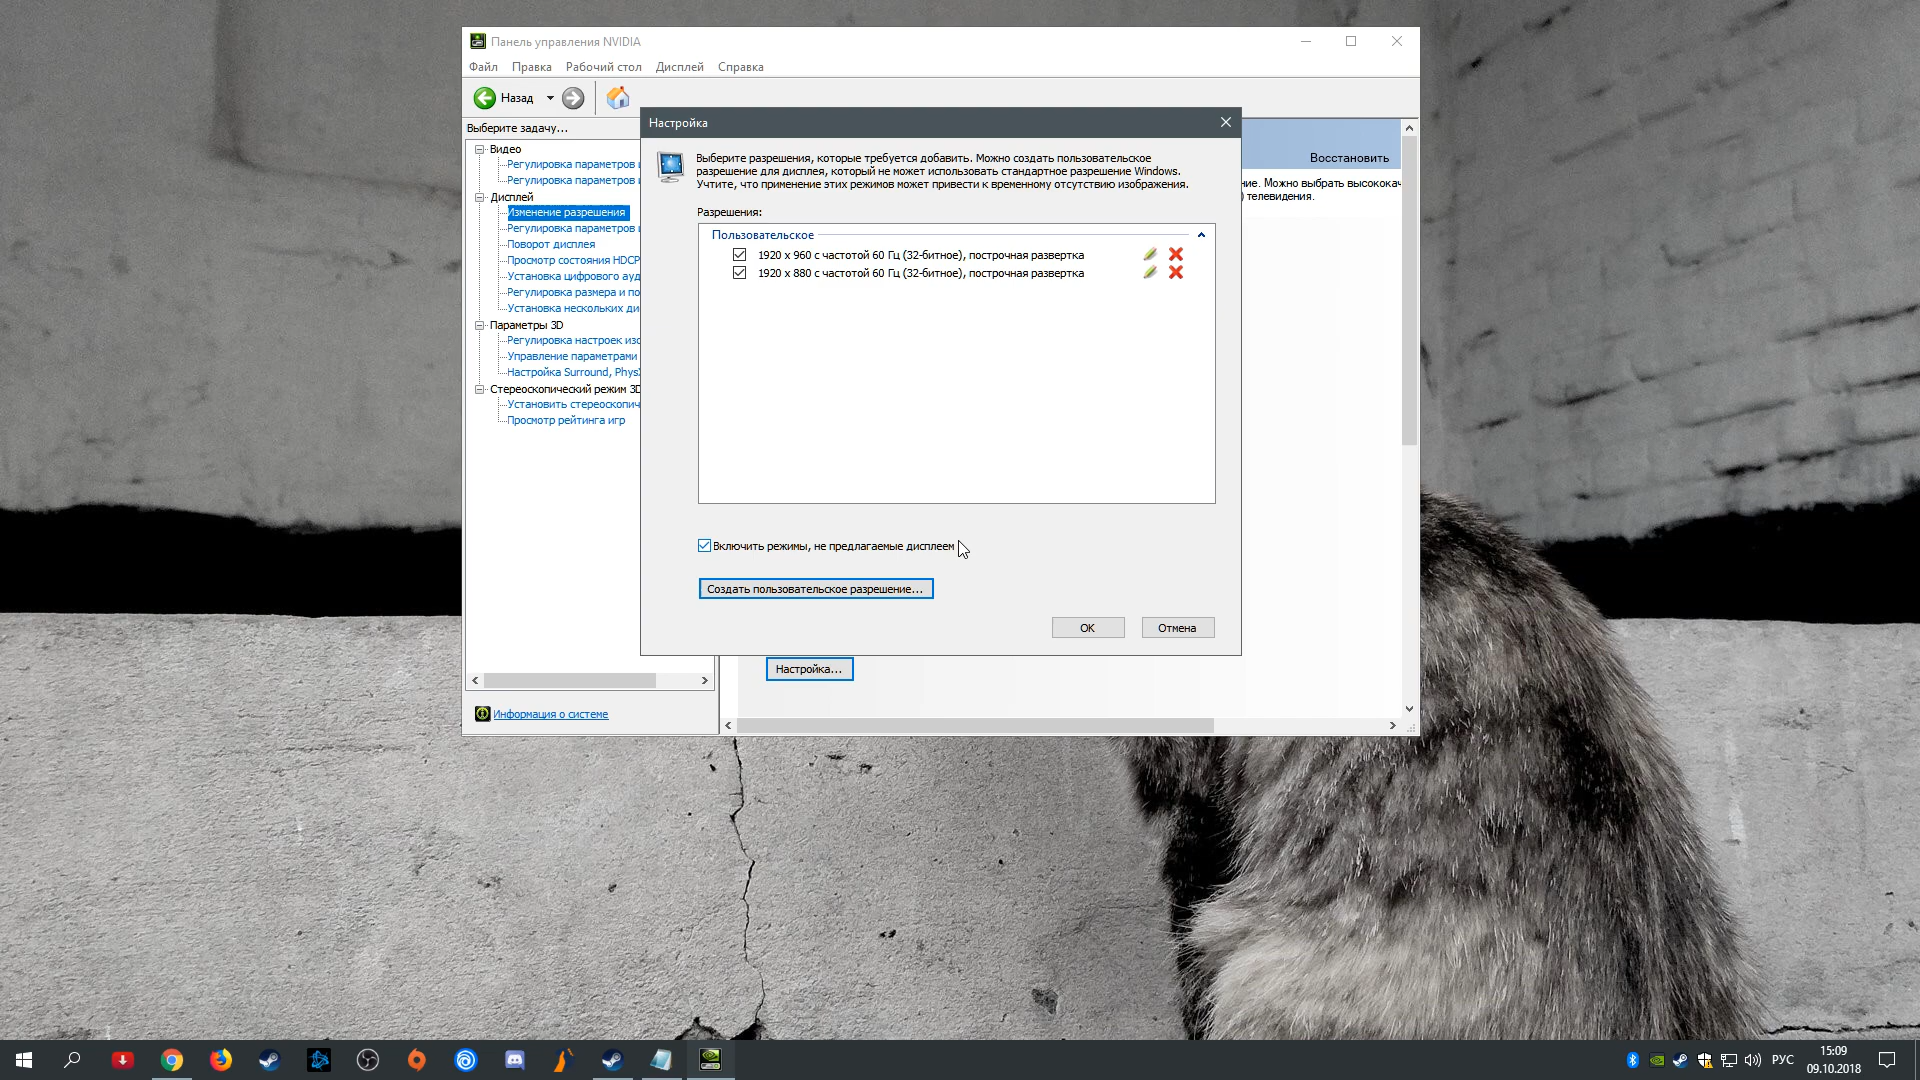 Панель управления NVIDIA
Файл Правка Рабочий стол Дисплей Справка
Назад
Выберите задачу...
Видео
Регулировка параметров
Регулировка параметров
Дисплей
Изменение разрешения
Регулировка параметров
Поворот дисплея
Просмотр состояния HDCP
Установка цифрового ауд
Регулировка размера и по
Установка нескольких ди
Параметры 3D
Регулировка настроек изо
Управление параметрами
Настройка Surround, Phys
Стереоскопический режим 3D
Установить стереоскопич
Просмотр рейтинга игр
Информация о системе
Восстановить
ние. Можно выбрать высококач
) телевидения.
Настройка...
Настройка
Выберите разрешения, которые требуется добавить. Можно создать пользовательское
разрешение для дисплея, который не может использовать стандартное разрешение Windows.
Учтите, что применение этих режимов может привести к временному отсутствию изображения.
Разрешения:
Пользовательское
1920 x 960 с частотой 60 Гц (32-битное), построчная развертка
1920 x 880 с частотой 60 Гц (32-битное), построчная развертка
Включить режимы, не предлагаемые дисплеем
Создать пользовательское разрешение...
ОК Отмена
РУС
15:09
09.10.2018